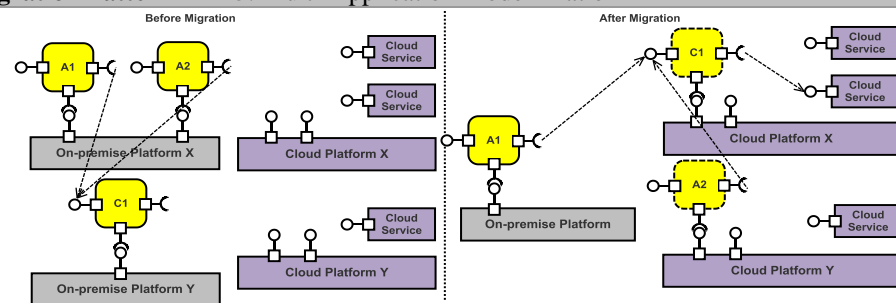 Before Migration
After Migration
A1
A2
Cloud
Service
Cloud
Service
On-premise Platform X
Cloud Platform X
C1
Cloud
Service
On-premise Platform Y
Cloud Platform Y
C1
Cloud
Service
Cloud
Service
Cloud Platform X
A1
A2
On-premise Platform
Cloud
Service
Cloud Platform Y